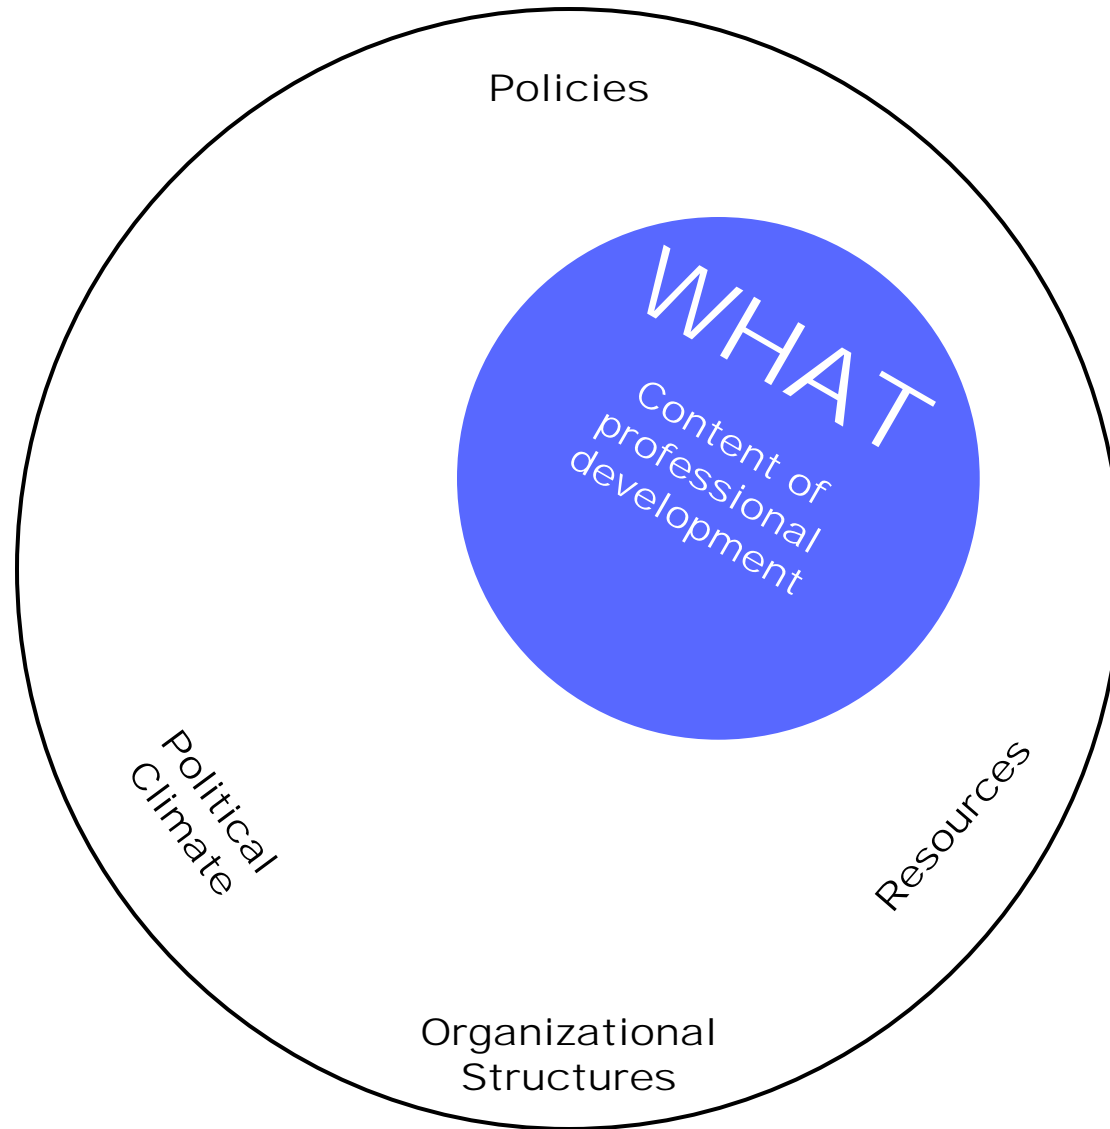 Policies
WHAT
Content of
professional
development
Political
Climate
Resources
Organizational
Structures